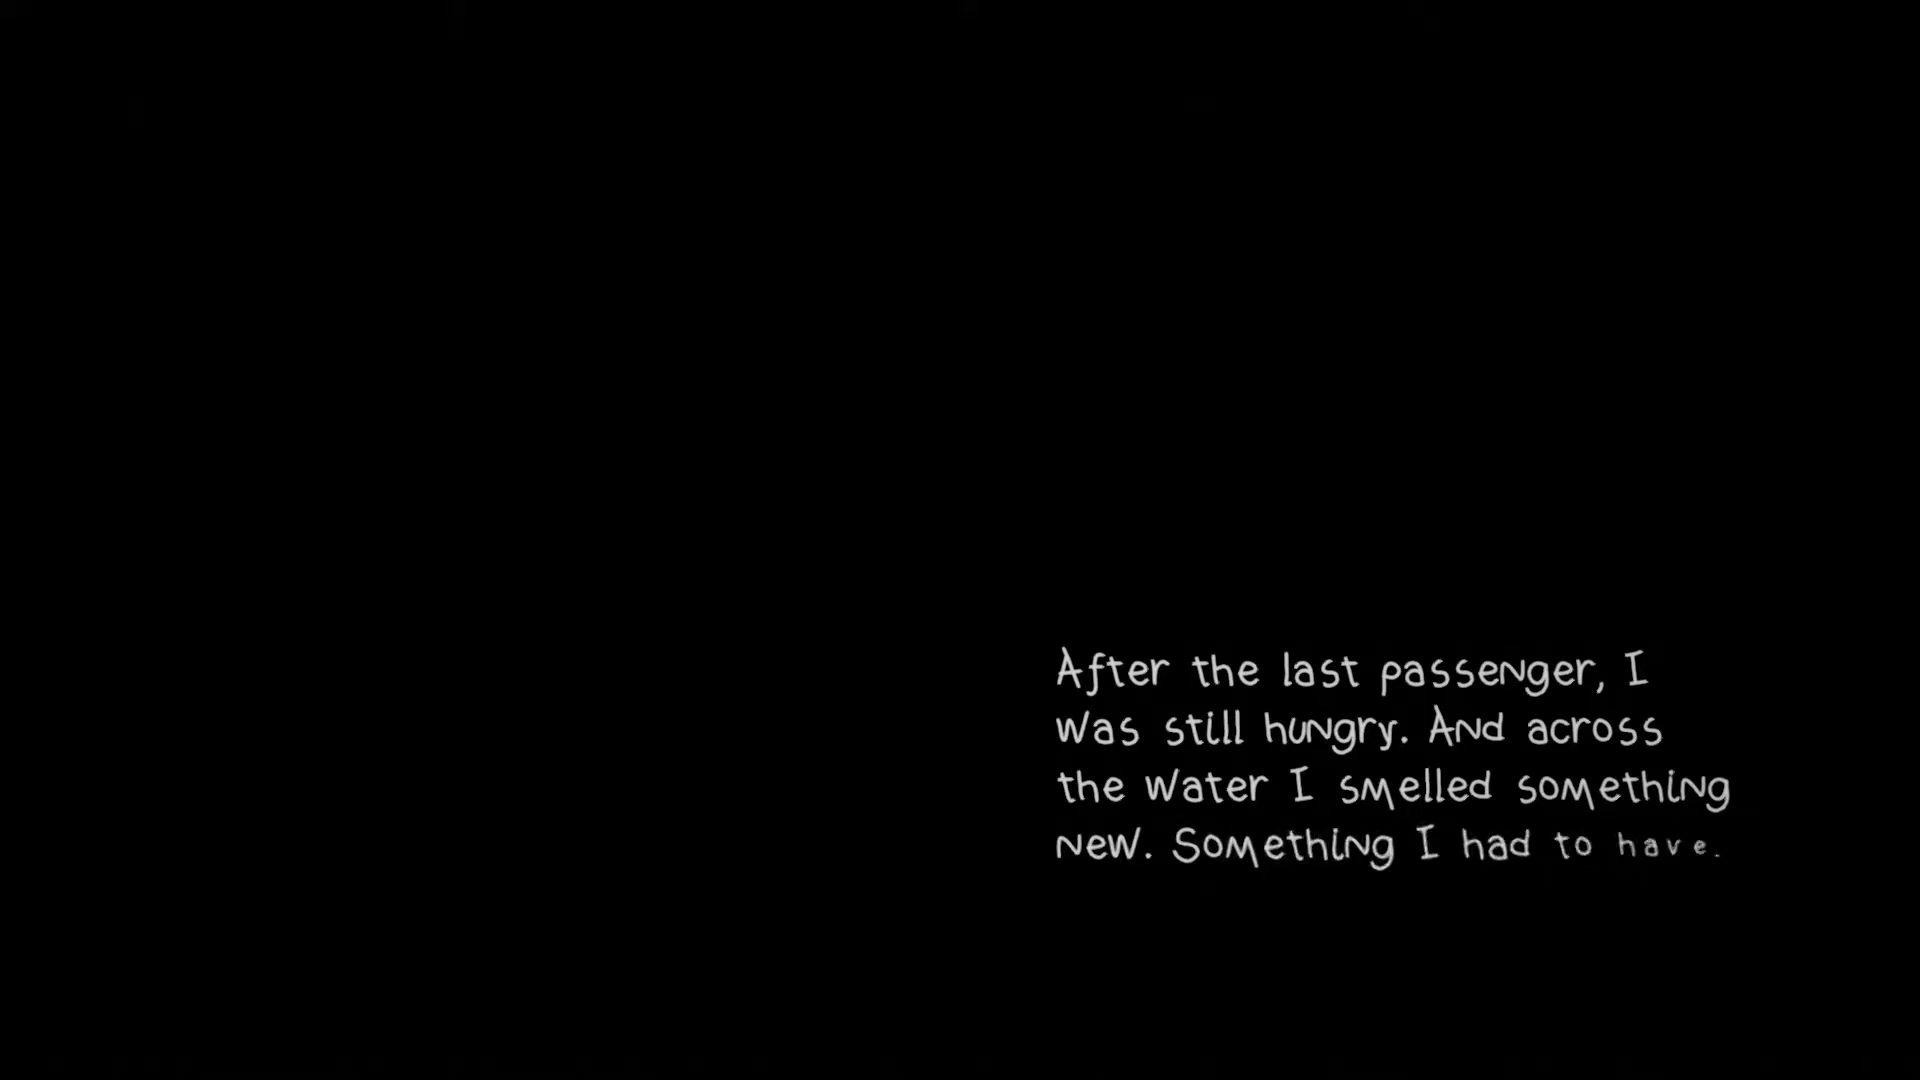 After the last passenger, I
was still hungry. And across
the water I smelled something
new. Something I had to have.